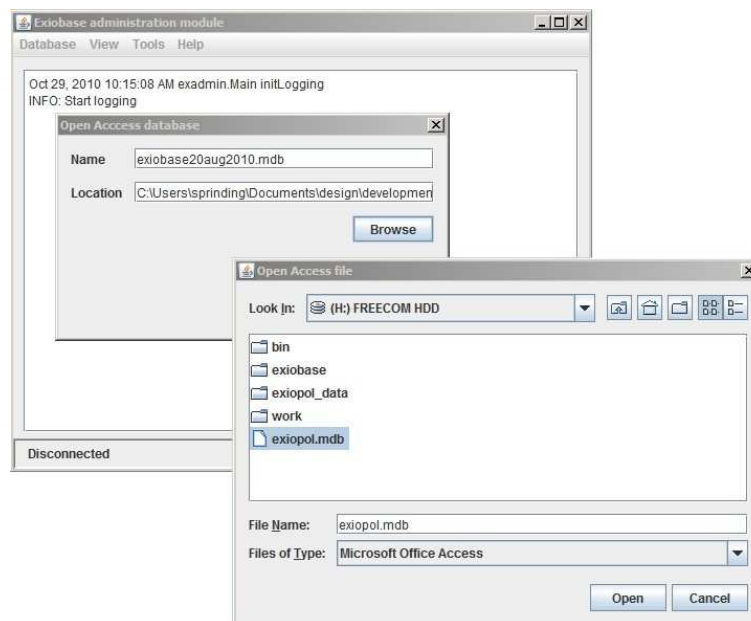 Exiobase administration module
Database View Tools Help
Oct 29, 2010 10:15:08 AM exadmin.Main initLogging
INFO: Start logging
Open Acccess database
Name exiobase20aug2010.mdb
Location C:\Users\sprinding\Documents\design\developmen
Browse
Disconnected
Open Access file
Look In: (H:) FREECOM HDD
bin
exiobase
exiopol_data
work
exiopol.mdb
File Name: exiopol.mdb
Files of Type: Microsoft Office Access
Open Cancel